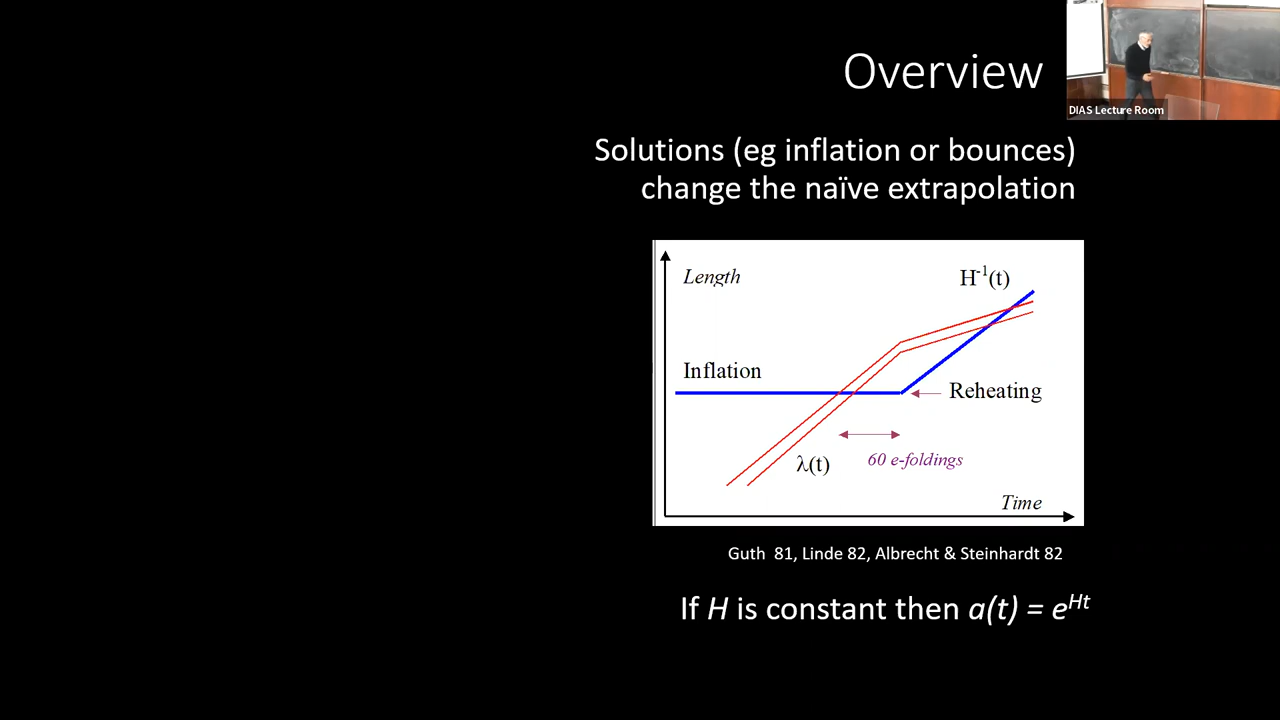 Overview
DIAS Lecture Room
Solutions (eg inflation or bounces)
change the naïve extrapolation
Length
H⁻¹(t)
Inflation
Reheating
λ(t)
60 e-foldings
Time
Guth 81, Linde 82, Albrecht & Steinhardt 82
If H is constant then a(t) = eᴴᵗ